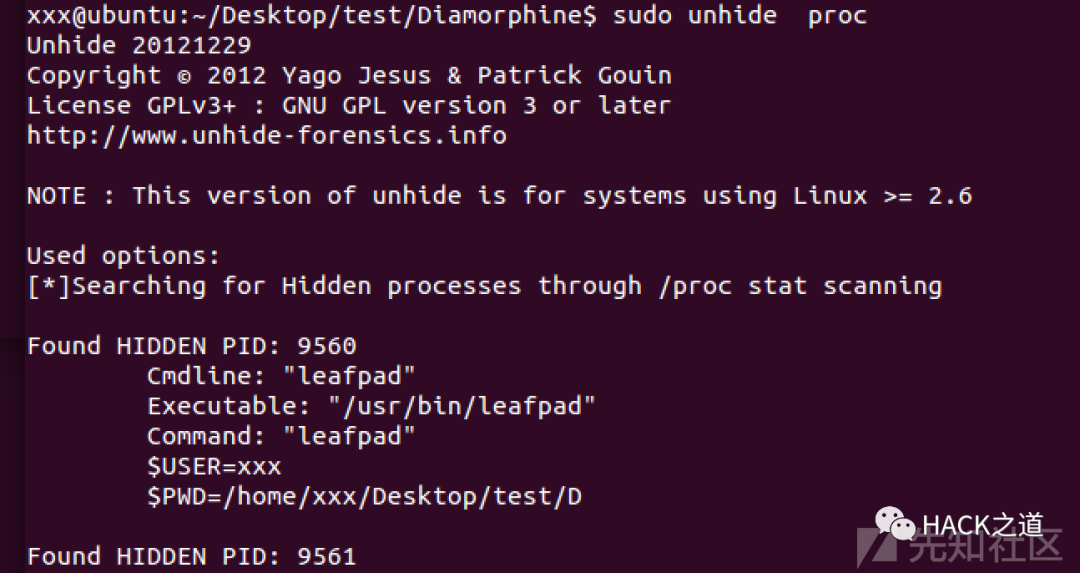 xxx@ubuntu:~/Desktop/test/Diamorphine$ sudo unhide  proc
Unhide 20121229
Copyright © 2012 Yago Jesus & Patrick Gouin
License GPLv3+ : GNU GPL version 3 or later
http://www.unhide-forensics.info
NOTE : This version of unhide is for systems using Linux >= 2.6
Used options:
[*]Searching for Hidden processes through /proc stat scanning
Found HIDDEN PID: 9560
Cmdline: "leafpad"
Executable: "/usr/bin/leafpad"
Command: "leafpad"
$USER=xxx
$PWD=/home/xxx/Desktop/test/D
HACK之道
先知社区
Found HIDDEN PID: 9561